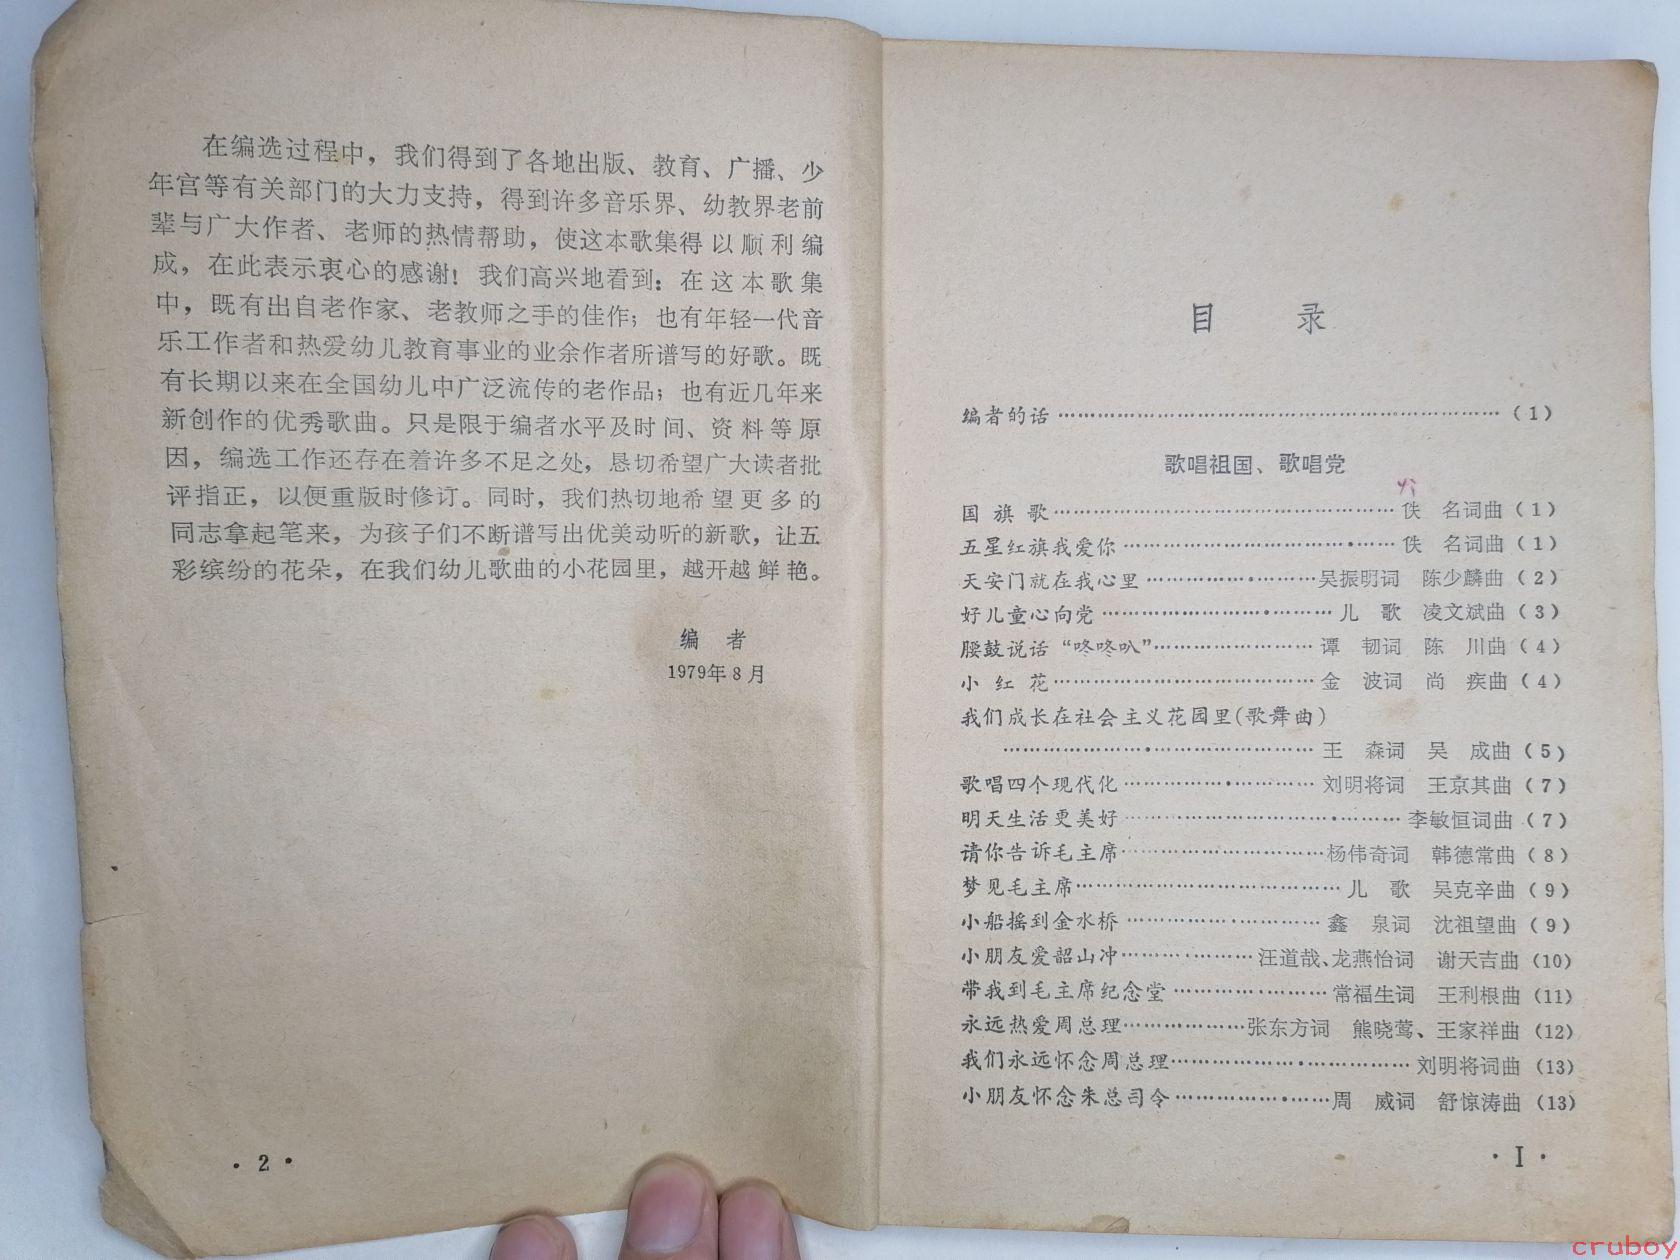 在编选过程中，我们得到了各地出版、教育、广播、少
年宫等有关部门的大力支持，得到许多音乐界、幼教界老前
辈与广大作者、老师的热情帮助，使这本歌集得以顺利编
成，在此表示衷心的感谢！我们高兴地看到：在这本歌集
中，既有出自老作家、老教师之手的佳作；也有年轻一代音
乐工作者和热爱幼儿教育事业的业余作者所谱写的好歌。既
有长期以来在全国幼儿中广泛流传的老作品；也有近几年来
新创作的优秀歌曲。只是限于编者水平及时间、资料等原
因，编选工作还存在着许多不足之处，恳切希望广大读者批
评指正，以便重版时修订。同时，我们热切地希望更多的
同志拿起笔来，为孩子们不断谱写出优美动听的新歌，让五
彩缤纷的花朵，在我们幼儿歌曲的小花园里，越开越鲜艳。
编 者
1979年8月
·2·
目 录
编者的话……………………………………（1）
歌唱祖国、歌唱党
国旗歌……………………………佚 名词曲（1）
五星红旗我爱你……………………佚 名词曲（1）
天安门就在我心里……………吴振明词 陈少麟曲（2）
好儿童心向党…………………儿 歌 凌文斌曲（3）
腰鼓说话“咚咚叭”……………谭 韧词 陈 川曲（4）
小红花……………………金 波词 尚 疾曲（4）
我们成长在社会主义花园里（歌舞曲）
……………………………王 森词 吴 成曲（5）
歌唱四个现代化………………刘明将词 王京其曲（7）
明天生活更美好………………………李敏恒词曲（7）
请你告诉毛主席………………杨伟奇词 韩德常曲（8）
梦见毛主席……………………儿 歌 吴克辛曲（9）
小船摇到金水桥………………鑫 泉词 沈祖望曲（9）
小朋友爱韶山冲…………汪道哉、龙燕怡词 谢天吉曲（10）
带我到毛主席纪念堂……………常福生词 王利根曲（11）
永远热爱周总理…………张东方词 熊晓莺、王家祥曲（12）
我们永远怀念周总理……………………刘明将词曲（13）
小朋友怀念朱总司令……………周 威词 舒惊涛曲（13）
·I·
cruboy